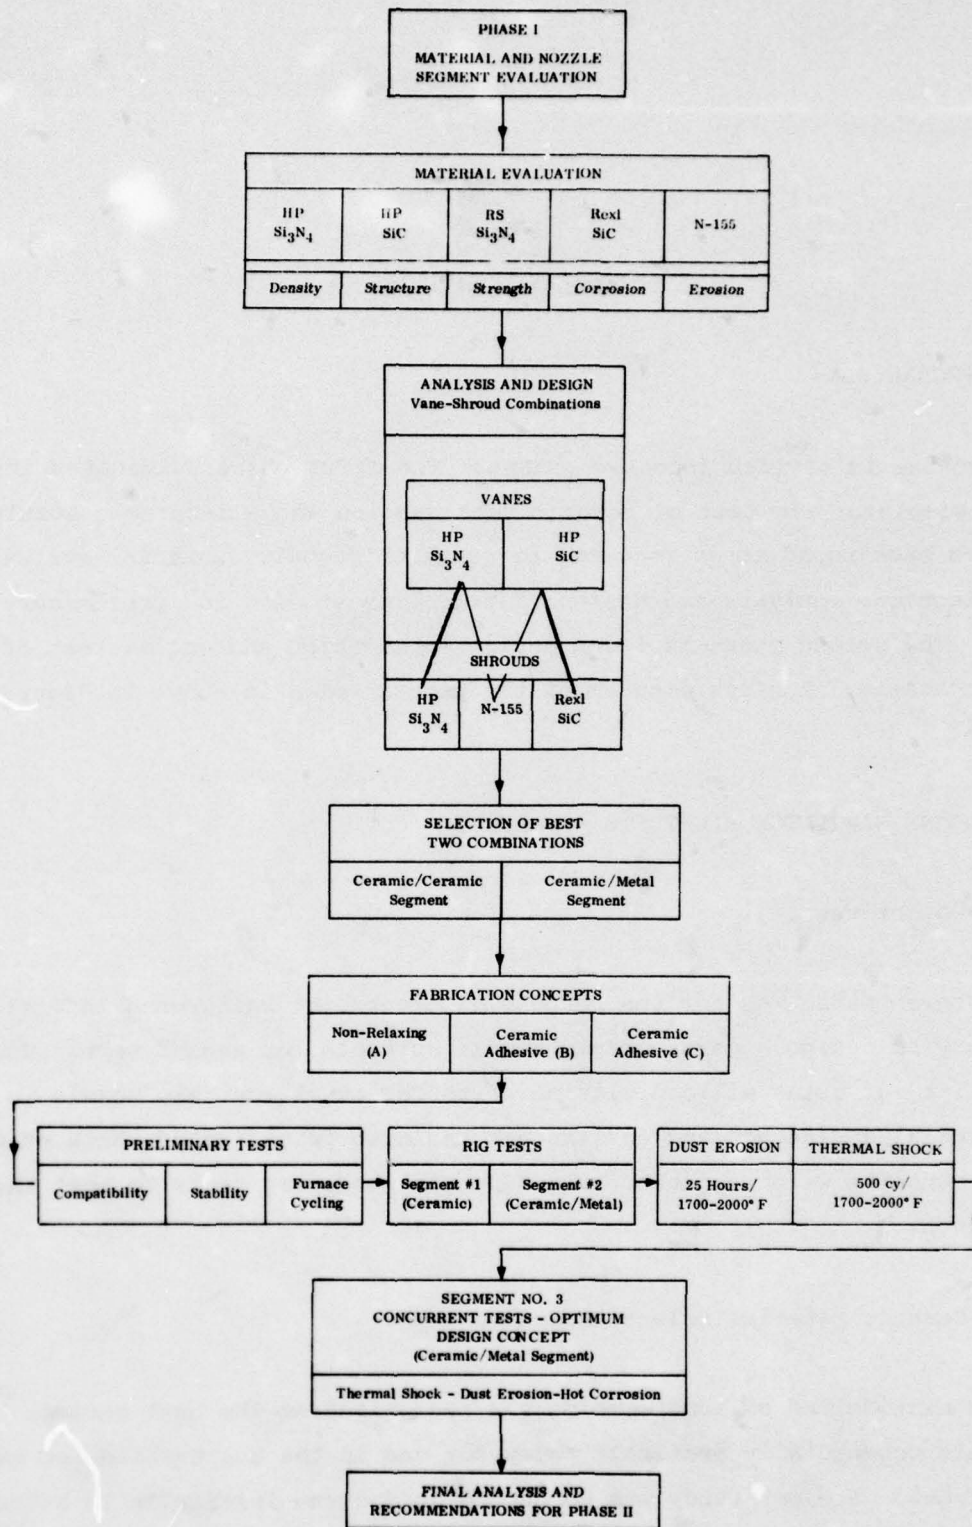 PHASE I
MATERIAL AND NOZZLE
SEGMENT EVALUATION
MATERIAL EVALUATION
HP
Si3N4
HP
SiC
RS
Si3N4
Rexl
SiC
N-155
Density
Structure
Strength
Corrosion
Erosion
ANALYSIS AND DESIGN
Vane-Shroud Combinations
VANES
HP
Si3N4
HP
SiC
SHROUDS
HP
Si3N4
N-155
Rexl
SiC
SELECTION OF BEST
TWO COMBINATIONS
Ceramic/Ceramic
Segment
Ceramic/Metal
Segment
FABRICATION CONCEPTS
Non-Relaxing
(A)
Ceramic
Adhesive (B)
Ceramic
Adhesive (C)
PRELIMINARY TESTS
Compatibility
Stability
Furnace
Cycling
RIG TESTS
Segment #1
(Ceramic)
Segment #2
(Ceramic/Metal)
DUST EROSION
25 Hours/
1700-2000° F
THERMAL SHOCK
500 cy/
1700-2000° F
SEGMENT NO. 3
CONCURRENT TESTS - OPTIMUM
DESIGN CONCEPT
(Ceramic/Metal Segment)
Thermal Shock - Dust Erosion-Hot Corrosion
FINAL ANALYSIS AND
RECOMMENDATIONS FOR PHASE II